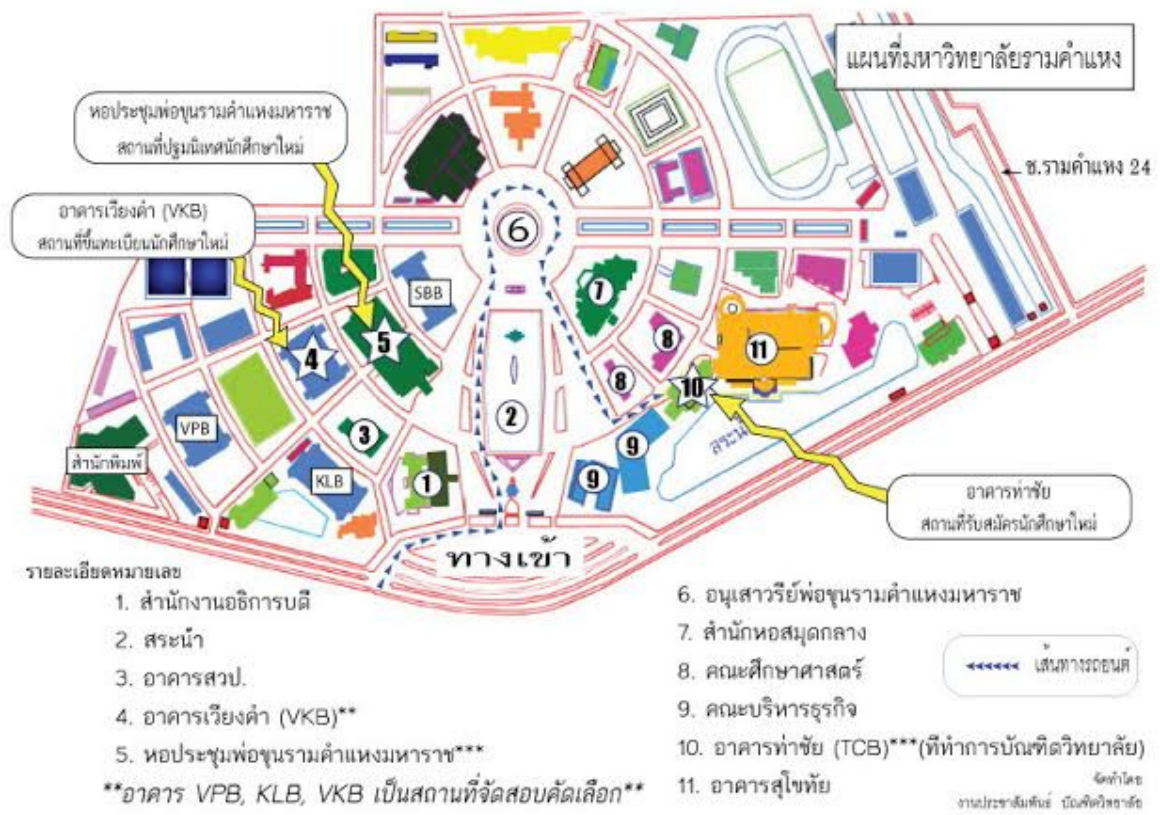 แผนที่มหาวิทยาลัยรามคำแหง
หอประชุมพ่อขุนรามคำแหงมหาราช
สถานที่ปฐมนิเทศนักศึกษาใหม่
ซ.รามคำแหง 24
อาคารเวียงคำ (VKB)
สถานที่ขึ้นทะเบียนนักศึกษาใหม่
6
SBB
7
5
4
8
11
8
10
2
3
VPB
9
สระน้ำ
สำนักพิมพ์
KLB
1
9
อาคารท่าชัย
สถานที่รับสมัครนักศึกษาใหม่
ทางเข้า
รายละเอียดหมายเลข
1. สำนักงานอธิการบดี
2. สระน้ำ
3. อาคารสวป.
4. อาคารเวียงคำ (VKB)**
5. หอประชุมพ่อขุนรามคำแหงมหาราช***
**อาคาร VPB, KLB, VKB เป็นสถานที่จัดสอบคัดเลือก**
6. อนุเสาวรีย์พ่อขุนรามคำแหงมหาราช
7. สำนักหอสมุดกลาง
8. คณะศึกษาศาสตร์
9. คณะบริหารธุรกิจ
10. อาคารท่าชัย (TCB)***(ที่ทำการบัณฑิตวิทยาลัย)
11. อาคารสุโขทัย
เส้นทางรถยนต์
จัดทำโดย
งานประชาสัมพันธ์ บัณฑิตวิทยาลัย